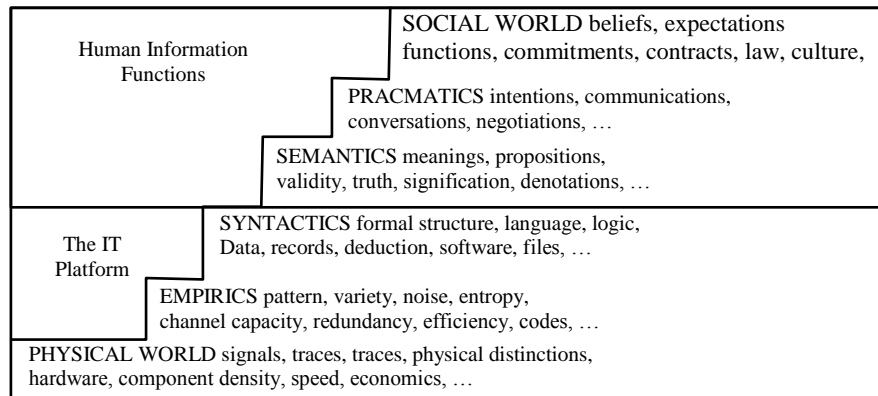 Human Information
Functions
SOCIAL WORLD beliefs, expectations
functions, commitments, contracts, law, culture,
PRACMATICS intentions, communications,
conversations, negotiations, …
SEMANTICS meanings, propositions,
validity, truth, signification, denotations, …
The IT
Platform
SYNTACTICS formal structure, language, logic,
Data, records, deduction, software, files, …
EMPIRICS pattern, variety, noise, entropy,
channel capacity, redundancy, efficiency, codes, …
PHYSICAL WORLD signals, traces, traces, physical distinctions,
hardware, component density, speed, economics, …